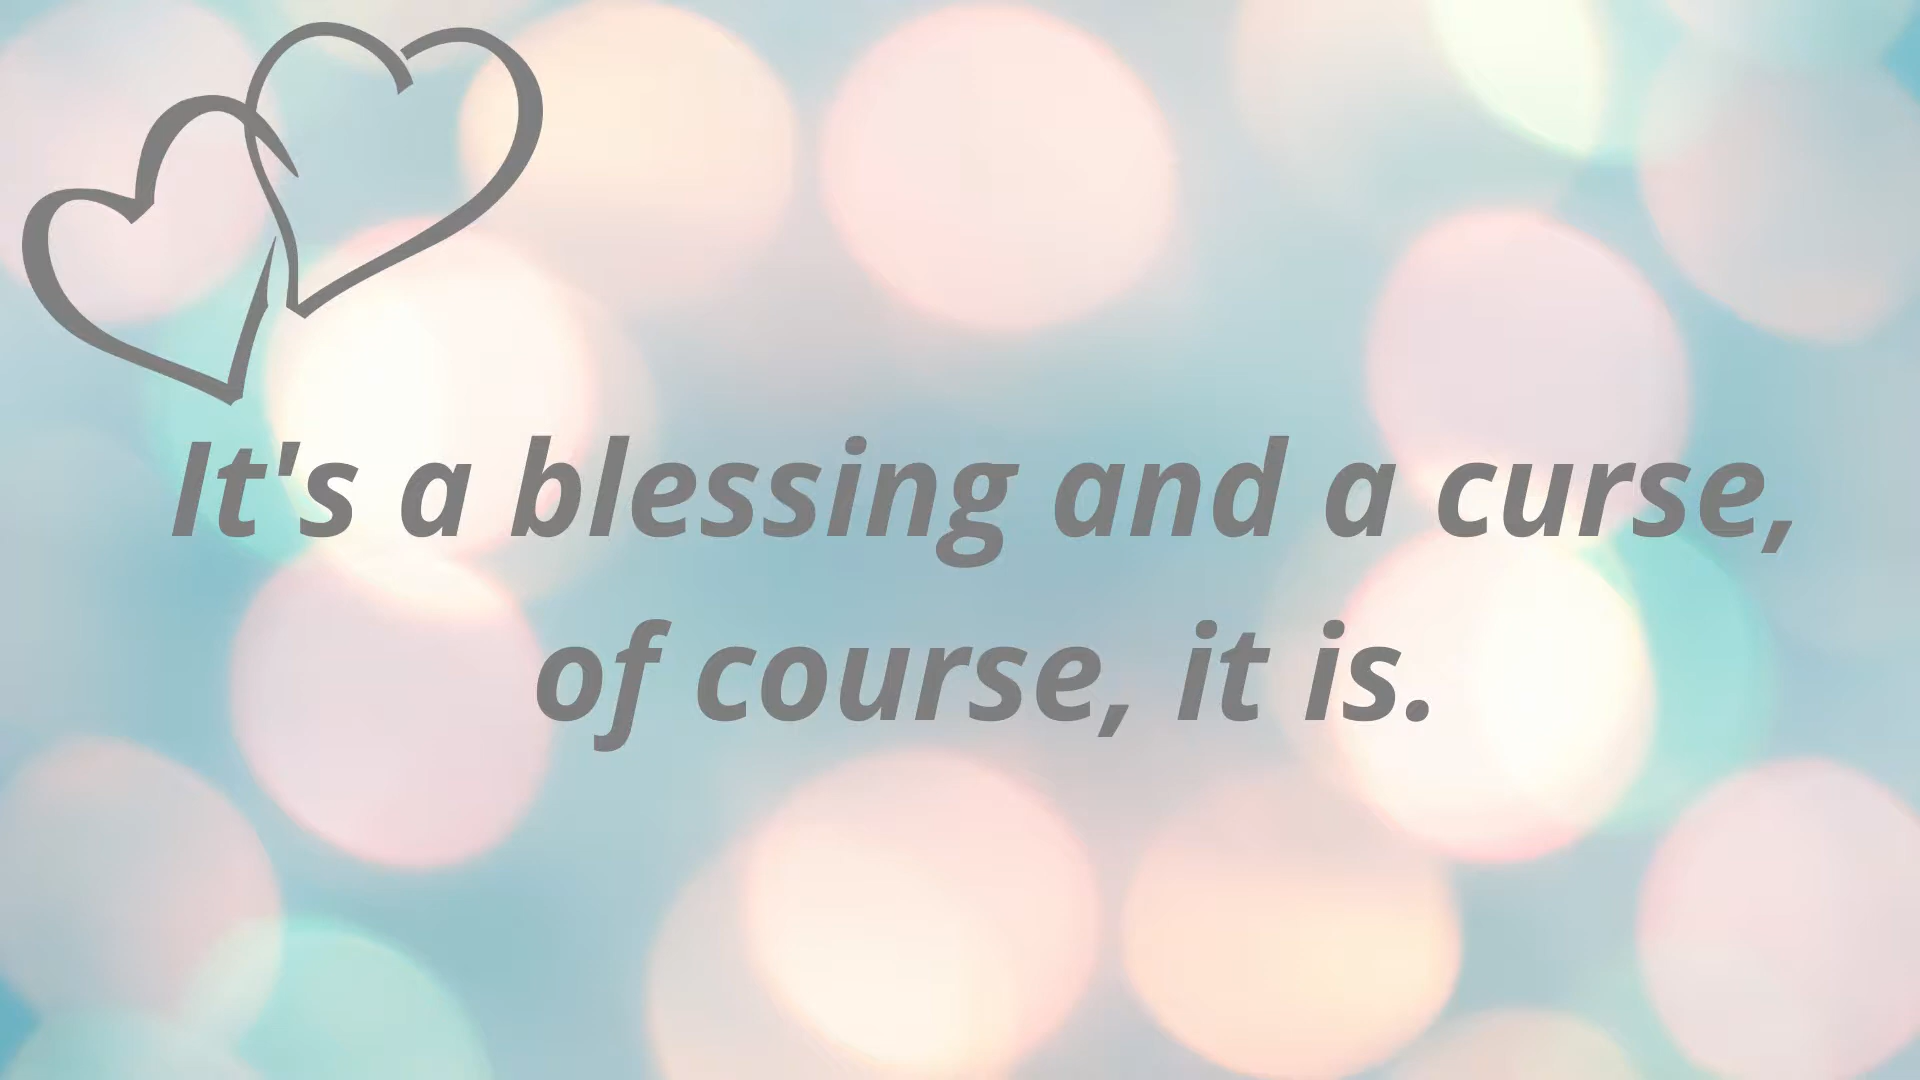 It's a blessing and a curse,
of course, it is.